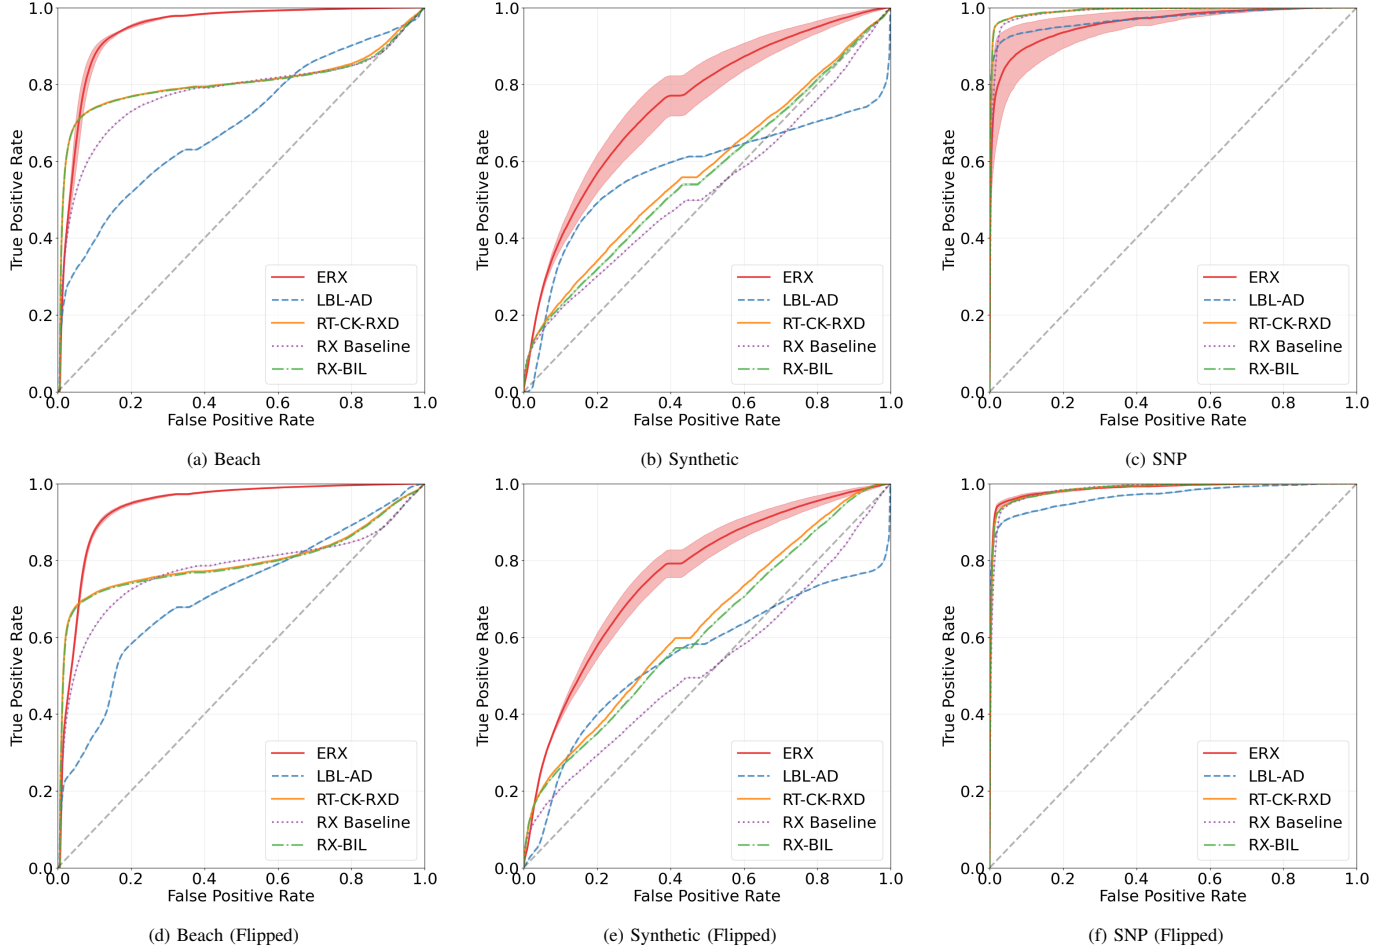 1.0
0.8
0.6
0.4
0.2
0.0
True Positive Rate
ERX
LBL-AD
RT-CK-RXD
RX Baseline
RX-BIL
0.0 0.2 0.4 0.6 0.8 1.0
False Positive Rate
(a) Beach
1.0
0.8
0.6
0.4
0.2
0.0
True Positive Rate
ERX
LBL-AD
RT-CK-RXD
RX Baseline
RX-BIL
0.0 0.2 0.4 0.6 0.8 1.0
False Positive Rate
(b) Synthetic
1.0
0.8
0.6
0.4
0.2
0.0
True Positive Rate
ERX
LBL-AD
RT-CK-RXD
RX Baseline
RX-BIL
0.0 0.2 0.4 0.6 0.8 1.0
False Positive Rate
(c) SNP
1.0
0.8
0.6
0.4
0.2
0.0
True Positive Rate
ERX
LBL-AD
RT-CK-RXD
RX Baseline
RX-BIL
0.0 0.2 0.4 0.6 0.8 1.0
False Positive Rate
(d) Beach (Flipped)
1.0
0.8
0.6
0.4
0.2
0.0
True Positive Rate
ERX
LBL-AD
RT-CK-RXD
RX Baseline
RX-BIL
0.0 0.2 0.4 0.6 0.8 1.0
False Positive Rate
(e) Synthetic (Flipped)
1.0
0.8
0.6
0.4
0.2
0.0
True Positive Rate
ERX
LBL-AD
RT-CK-RXD
RX Baseline
RX-BIL
0.0 0.2 0.4 0.6 0.8 1.0
False Positive Rate
(f) SNP (Flipped)